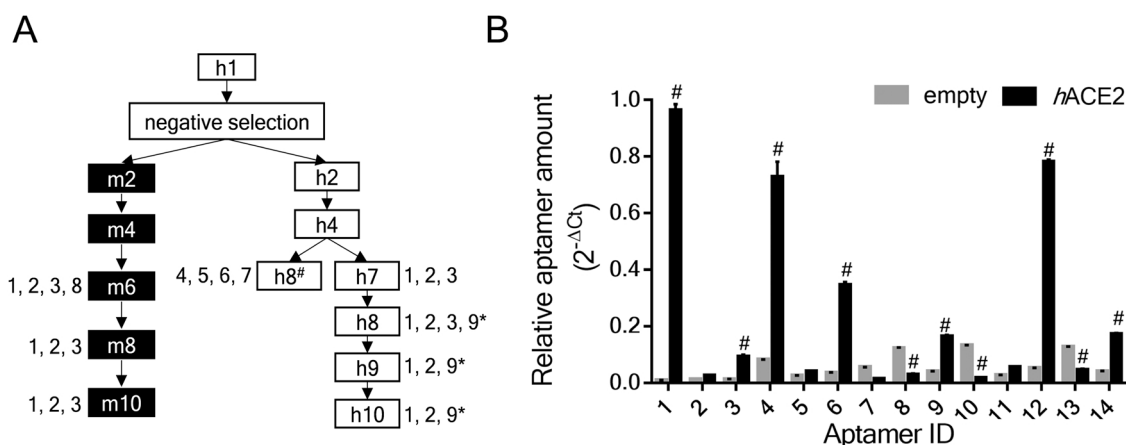 A
h1
negative selection
m2
h2
m4
h4
1, 2, 3, 8 m6
4, 5, 6, 7 h8#
h7 1, 2, 3
1, 2, 3 m8
h8 1, 2, 3, 9*
h9 1, 2, 9*
1, 2, 3 m10
h10 1, 2, 9*
B
empty hACE2
Relative aptamer amount
(2-ΔCt)
1.0
0.8
0.6
0.4
0.2
0.0
# # # # # # # # # #
1 2 3 4 5 6 7 8 9 10 11 12 13 14
Aptamer ID